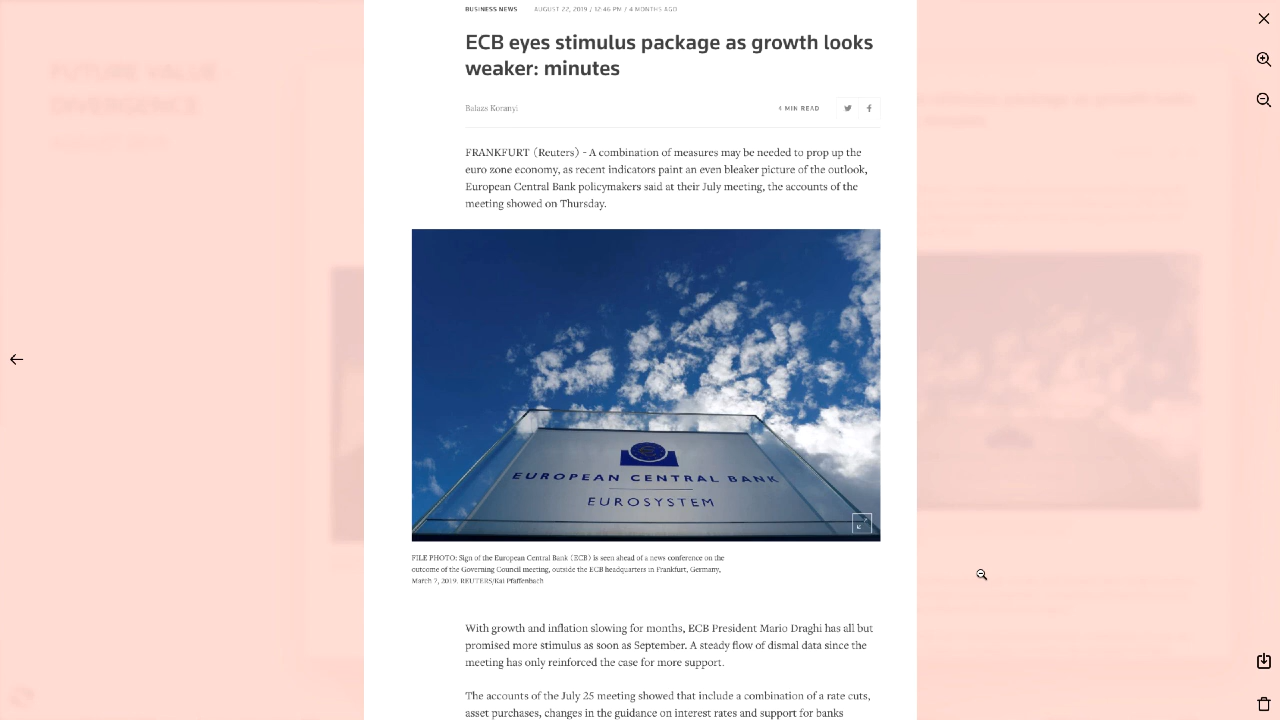 BUSINESS NEWS AUGUST 22, 2019 / 12:46 PM / 4 MONTHS AGO
ECB eyes stimulus package as growth looks
weaker: minutes
Balazs Koranyi
MIN READ
FRANKFURT (Reuters) - A combination of measures may be needed to prop up the
euro zone economy, as recent indicators paint an even bleaker picture of the outlook,
European Central Bank policymakers said at their July meeting, the accounts of the
meeting showed on Thursday.
EUROPEAN CENTRAL BANK
EUROSYSTEM
FILE PHOTO: Sign of the European Central Bank (ECB) is seen ahead of a news conference on the
outcome of the Governing Council meeting, outside the ECB headquarters in Frankfurt, Germany,
March 7, 2019. REUTERS/Kai Pfaffenbach
With growth and inflation slowing for months, ECB President Mario Draghi has all but
promised more stimulus as soon as September. A steady flow of dismal data since the
meeting has only reinforced the case for more support.
The accounts of the July 25 meeting showed that include a combination of a rate cuts,
asset purchases, changes in the guidance on interest rates and support for banks